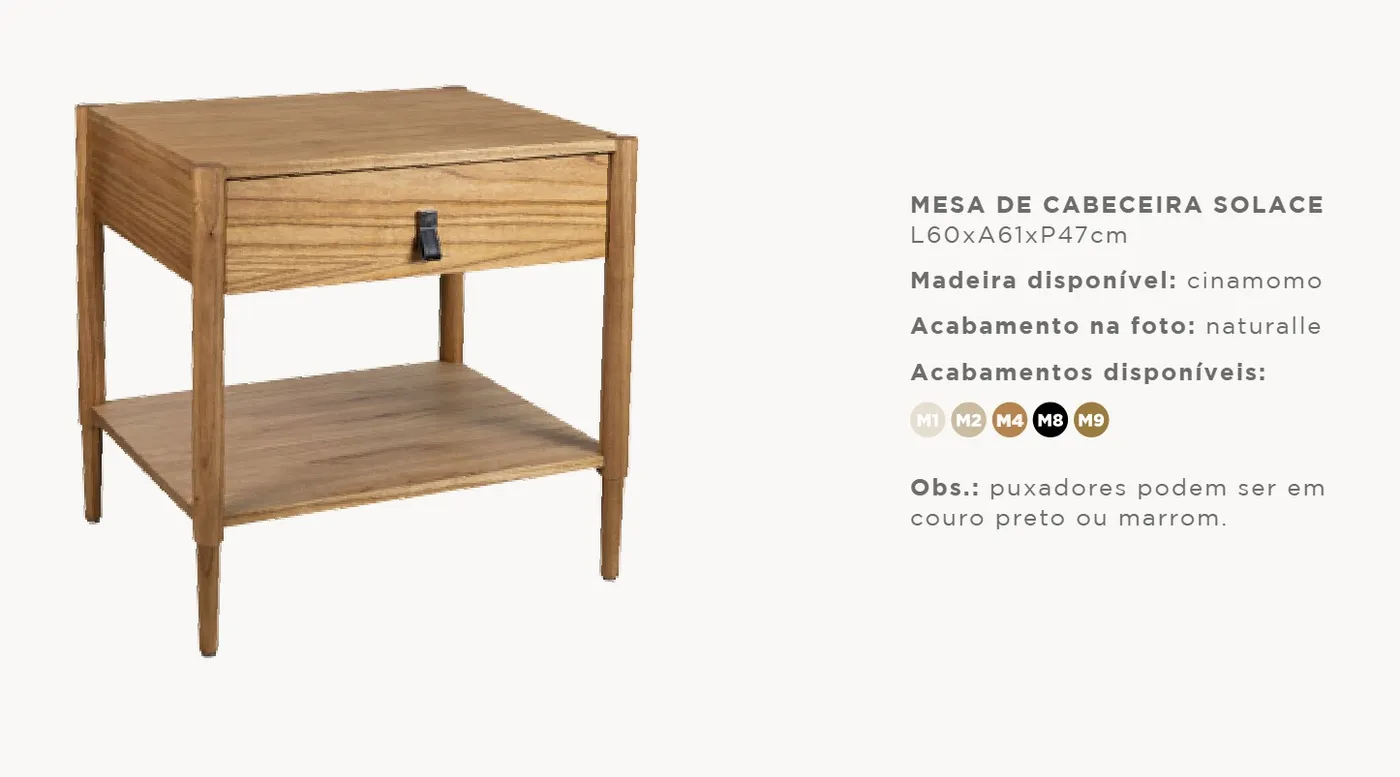 MESA DE CABECEIRA SOLACE
L60xA61xP47cm
Madeira disponível: cinamomo
Acabamento na foto: naturalle
Acabamentos disponíveis:
M1 M2 M4 M8 M9
Obs.: puxadores podem ser em
couro preto ou marrom.